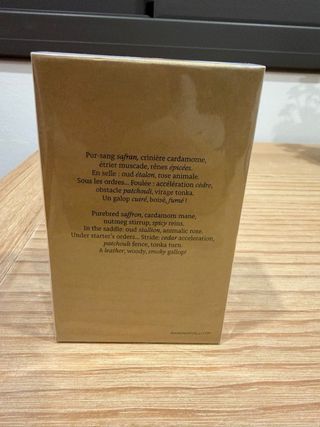 Pur-sang safran, crinière cardamome,
étrier muscade, rênes épicées.
En selle : oud étalon, rose animale.
Sous les ordres... Foulée : accélération cèdre,
obstacle patchouli, virage tonka.
Un galop cuiré, boisé, fumé !
Purebred saffron, cardamom mane,
nutmeg stirrup, spicy reins.
In the saddle: oud stallion, animalic rose.
Under starter's orders... Stride: cedar acceleration,
patchouli fence, tonka turn.
A leather, woody, smoky gallop!